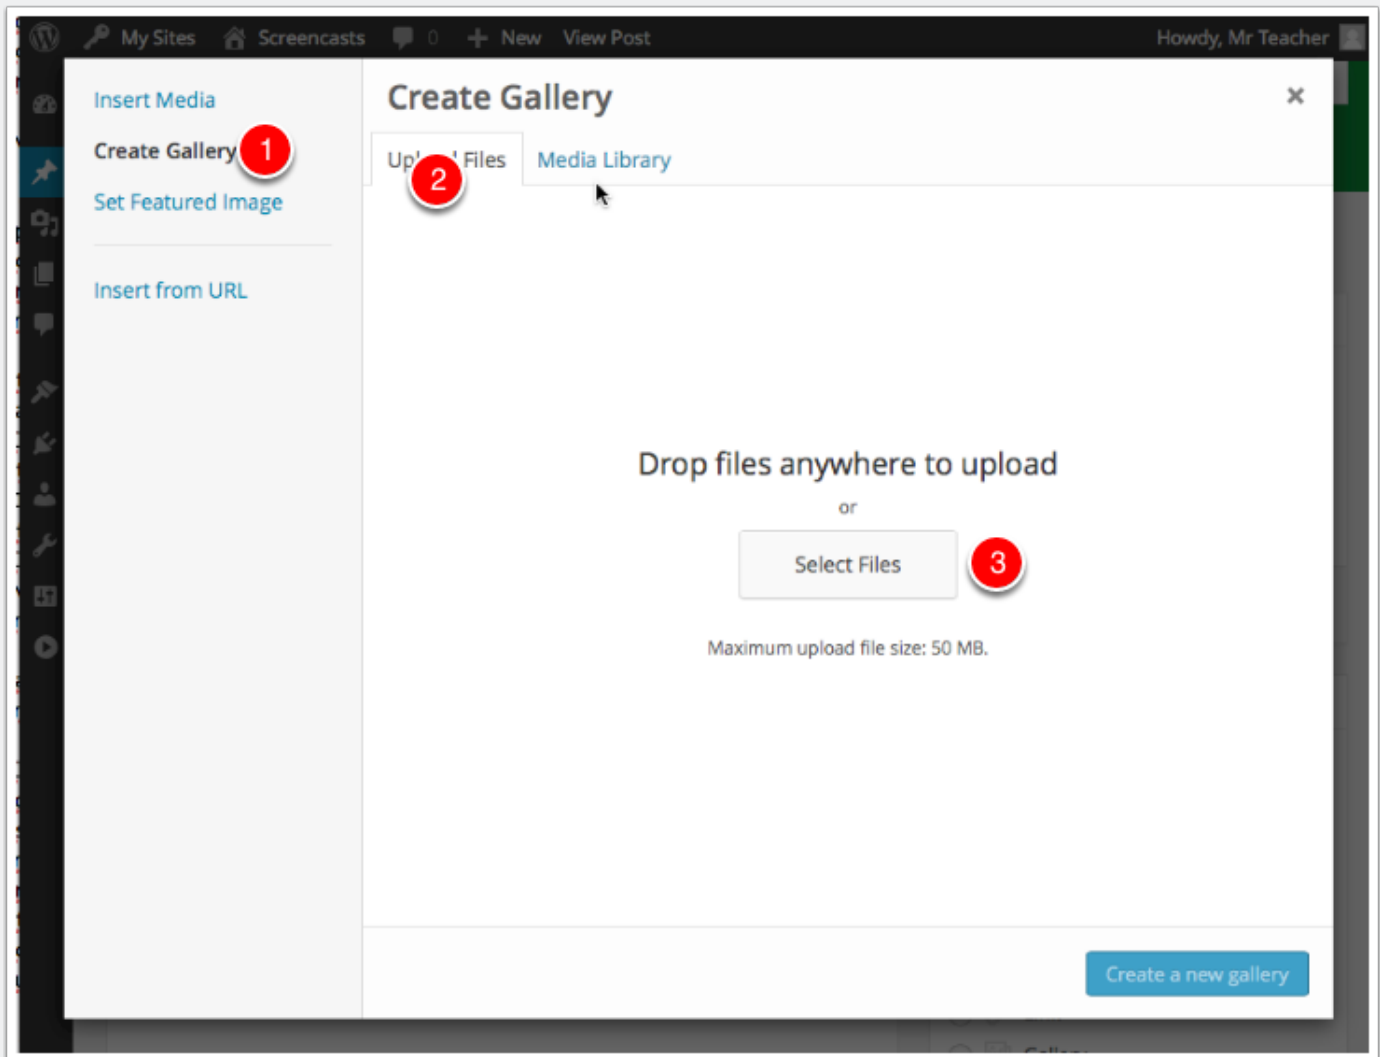 My Sites Screencasts 0 New View Post Howdy, Mr Teacher
Insert Media
Create Gallery 1
Set Featured Image
Insert from URL
Create Gallery ×
Upload Files 2 Media Library
Drop files anywhere to upload
or
Select Files 3
Maximum upload file size: 50 MB.
Create a new gallery
Gallery